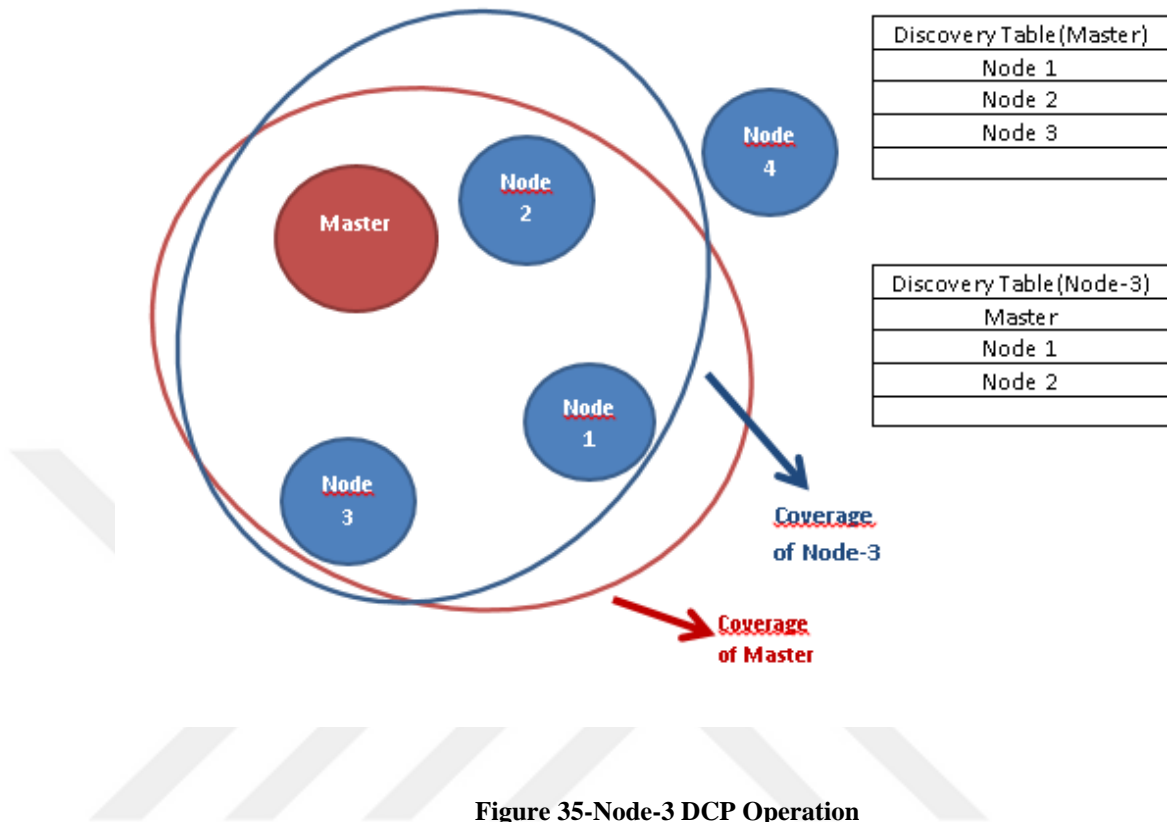 Discovery Table(Master)
Node 1
Node 2
Node 3
Node
4
Node
2
Master
Discovery Table(Node-3)
Master
Node 1
Node 2
Node
1
Node
3
Coverage
of Node-3
Coverage
of Master
Figure 35-Node-3 DCP Operation